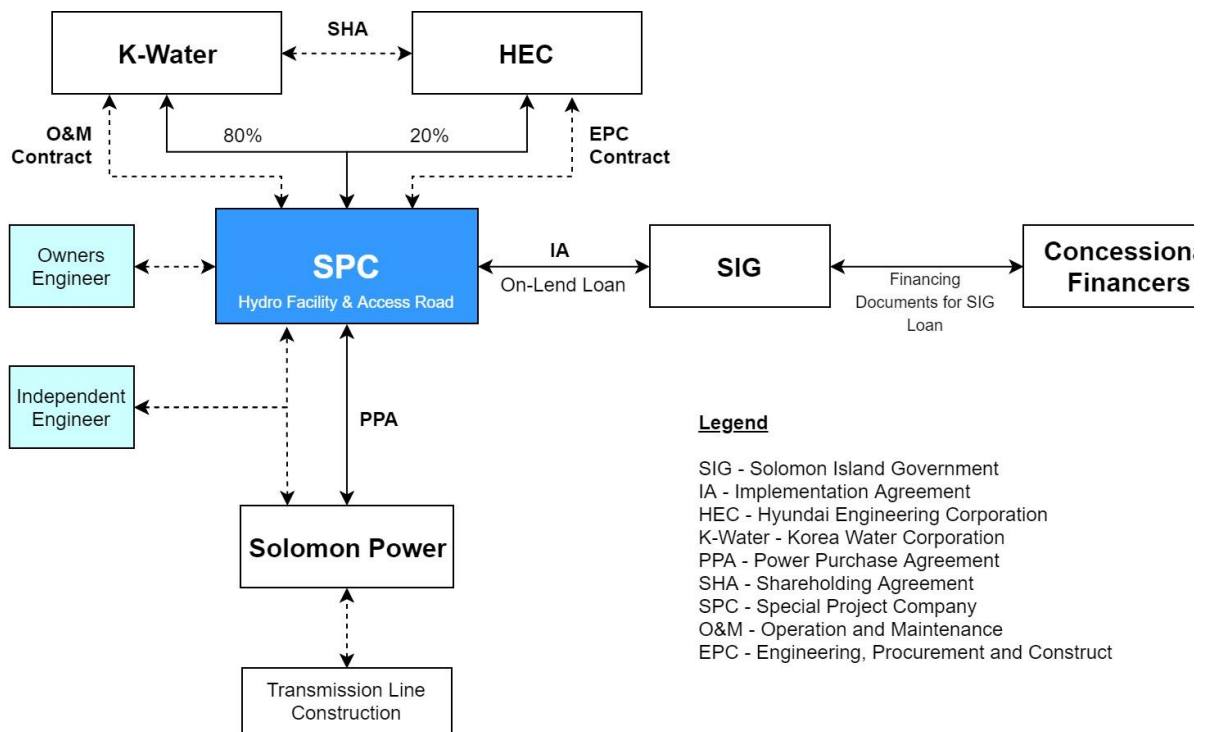 SHA
K-Water
HEC
O&M
Contract
80%
20%
EPC
Contract
Owners
Engineer
SPC
Hydro Facility & Access Road
IA
On-Lend Loan
SIG
Financing
Documents for SIG
Loan
Concessiona
Financers
Independent
Engineer
PPA
Solomon Power
Transmission Line
Construction
Legend
SIG - Solomon Island Government
IA - Implementation Agreement
HEC - Hyundai Engineering Corporation
K-Water - Korea Water Corporation
PPA - Power Purchase Agreement
SHA - Shareholding Agreement
SPC - Special Project Company
O&M - Operation and Maintenance
EPC - Engineering, Procurement and Construct